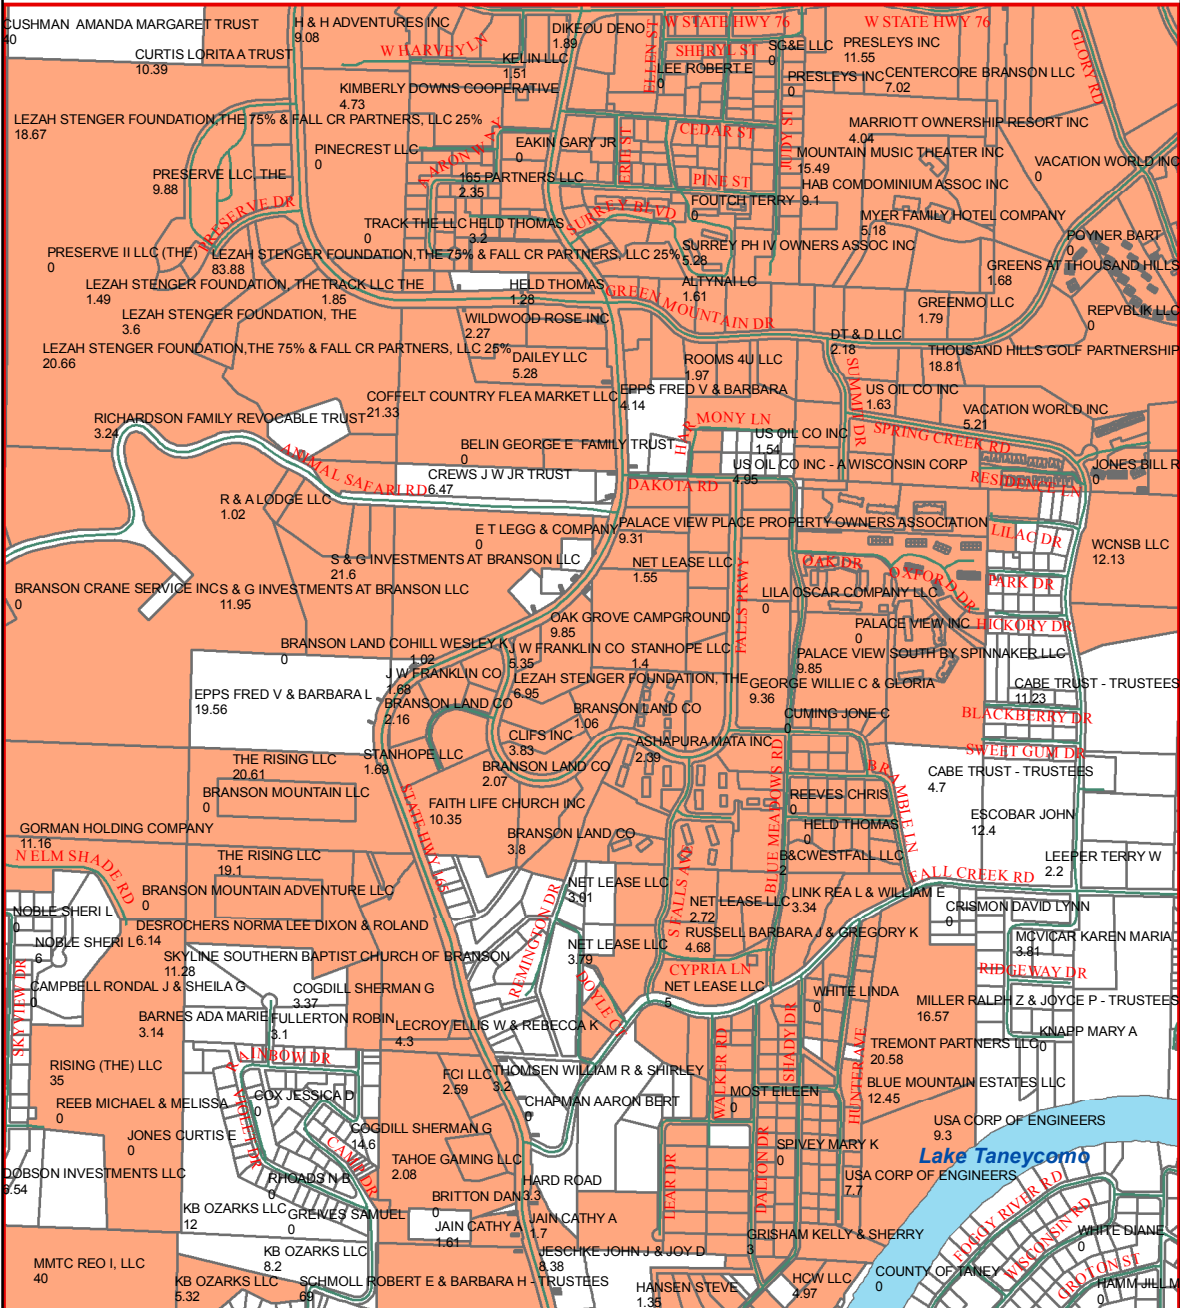 CUSHMAN AMANDA MARGARET TRUST
40
H & H ADVENTURES INC
9.08
DIKEOU DENO
1.89
ELLEN ST
W STATE HWY 76
W STATE HWY 76
CURTIS LORITA A TRUST
10.39
W HARVEY LN
KELIN LLC
1.51
SHERYL ST
SG&E LLC
0
PRESLEYS INC
11.55
GLORY RD
LEE ROBERT E
0
PRESLEYS INC
0
CENTERCORE BRANSON LLC
7.02
KIMBERLY DOWNS COOPERATIVE
4.73
LEZAH STENGER FOUNDATION,THE 75% & FALL CR PARTNERS, LLC 25%
18.67
AARON WAY
EAKIN GARY JR
0
ERIE ST
CEDAR ST
JUDY ST
MARRIOTT OWNERSHIP RESORT INC
4.04
PINECREST LLC
0
MOUNTAIN MUSIC THEATER INC
15.49
VACATION WORLD INC
0
PRESERVE LLC, THE
9.88
165 PARTNERS LLC
2.35
PINE ST
HAB COMDOMINIUM ASSOC INC
9.1
FOUTCH TERRY
0
PRESERVE DR
TRACK THE LLC
0
HELD THOMAS
3.2
SURREY BLVD
MYER FAMILY HOTEL COMPANY
5.18
POYNER BART
0
PRESERVE II LLC (THE)
0
LEZAH STENGER FOUNDATION,THE 75% & FALL CR PARTNERS, LLC 25%
83.88
SURREY PH IV OWNERS ASSOC INC
5.28
GREENS AT THOUSAND HILLS
1.68
LEZAH STENGER FOUNDATION, THE
1.49
TRACK LLC THE
1.85
HELD THOMAS
1.28
ALTYNAI LC
1.61
GREEN MOUNTAIN DR
GREENMO LLC
1.79
REPVBLIK LLC
0
LEZAH STENGER FOUNDATION, THE
3.6
WILDWOOD ROSE INC
2.27
DT & D LLC
2.18
LEZAH STENGER FOUNDATION,THE 75% & FALL CR PARTNERS, LLC 25%
20.66
DAILEY LLC
5.28
ROOMS 4U LLC
1.97
THOUSAND HILLS GOLF PARTNERSHIP
18.81
SUMMIT DR
COFFELT COUNTRY FLEA MARKET LLC
21.33
EPPS FRED V & BARBARA
4.14
US OIL CO INC
1.63
RICHARDSON FAMILY REVOCABLE TRUST
3.24
HARMONY LN
VACATION WORLD INC
5.21
SPRING CREEK RD
BELIN GEORGE E FAMILY TRUST
0
US OIL CO INC
1.54
ANIMAL SAFARI RD
CREWS J W JR TRUST
6.47
US OIL CO INC - A WISCONSIN CORP
4.95
JONES BILL R
0
DAKOTA RD
RESIDENCE LN
R & A LODGE LLC
1.02
E T LEGG & COMPANY
0
PALACE VIEW PLACE PROPERTY OWNERS ASSOCIATION
9.31
LILAC DR
WCNSB LLC
12.13
S & G INVESTMENTS AT BRANSON LLC
21.6
NET LEASE LLC
1.55
FALLS PKWY
OAK DR
OXFORD DR
PARK DR
BRANSON CRANE SERVICE INC
0
S & G INVESTMENTS AT BRANSON LLC
11.95
LILA OSCAR COMPANY LLC
0
OAK GROVE CAMPGROUND
9.85
PALACE VIEW INC
0
HICKORY DR
BRANSON LAND CO
0
HILL WESLEY K
1.02
J W FRANKLIN CO
5.35
STANHOPE LLC
1.4
PALACE VIEW SOUTH BY SPINNAKER LLC
9.85
J W FRANKLIN CO
1.68
LEZAH STENGER FOUNDATION, THE
6.95
GEORGE WILLIE C & GLORIA
9.36
CABE TRUST - TRUSTEES
11.23
EPPS FRED V & BARBARA L
19.56
BRANSON LAND CO
2.16
BRANSON LAND CO
1.06
CUMING JONE C
0
BLACKBERRY DR
CLIFS INC
3.83
ASHAPURA MATA INC
2.39
SWEET GUM DR
THE RISING LLC
20.61
STANHOPE LLC
1.69
BRANSON LAND CO
2.07
BLUE MEADOWS RD
BRAMBLE LN
CABE TRUST - TRUSTEES
4.7
BRANSON MOUNTAIN LLC
0
STATE HWY 165
FAITH LIFE CHURCH INC
10.35
REEVES CHRIS
0
ESCOBAR JOHN
12.4
GORMAN HOLDING COMPANY
11.16
BRANSON LAND CO
3.8
HELD THOMAS
0
N ELM SHADE RD
THE RISING LLC
19.1
S FALLS AVE
B&CWESTFALL LLC
2
LEEPER TERRY W
2.2
FALL CREEK RD
BRANSON MOUNTAIN ADVENTURE LLC
0
NET LEASE LLC
3.01
LINK REA L & WILLIAM E
3.34
NOBLE SHERI L
0
NET LEASE LLC
2.72
CRISMON DAVID LYNN
0
DESROCHERS NORMA LEE DIXON & ROLAND
6.14
REMINGTON DR
RUSSELL BARBARA J & GREGORY K
4.68
NOBLE SHERI L
6
NET LEASE LLC
3.79
MCVICAR KAREN MARIA
3.81
SKYLINE SOUTHERN BAPTIST CHURCH OF BRANSON
11.28
SKYVIEW DR
CYPRIA LN
RIDGEWAY DR
CAMPBELL RONDAL J & SHEILA G
0
COGDILL SHERMAN G
3.37
DOYLE CT
NET LEASE LLC
5
WHITE LINDA
0
MILLER RALPH Z & JOYCE P - TRUSTEES
16.57
BARNES ADA MARIE
3.14
FULLERTON ROBIN
3.1
LECROY ELLIS W & REBECCA K
4.3
WALKER RD
SHADY DR
HUNTER AVE
KNAPP MARY A
0
TREMONT PARTNERS LLC
20.58
RAINBOW DR
RISING (THE) LLC
35
FCI LLC
2.59
THOMSEN WILLIAM R & SHIRLEY
3.2
BLUE MOUNTAIN ESTATES LLC
12.45
REEB MICHAEL & MELISSA
0
VIOLET DR
COX JESSICA D
0
CHAPMAN AARON BERT
0
MOST EILEEN
0
USA CORP OF ENGINEERS
9.3
JONES CURTIS E
0
COGDILL SHERMAN G
14.6
SPIVEY MARY K
0
Lake Taneycomo
CAMP DR
DOBSON INVESTMENTS LLC
6.54
TAHOE GAMING LLC
2.08
LEAR DR
DALTON DR
USA CORP OF ENGINEERS
7.7
RHOADS N B
0
HARD ROAD
3.3
EDGGY RIVER RD
KB OZARKS LLC
12
GREIVES SAMUEL
0
BRITTON DAN
0
WISCONSIN RD
JAIN CATHY A
1.61
JAIN CATHY A
1.7
GRISHAM KELLY & SHERRY
3
WHITE DIANE
0
KB OZARKS LLC
8.2
JESCHKE JOHN J & JOY D
8.38
GROTON ST
MMTC REO I, LLC
40
COUNTY OF TANEY
0
KB OZARKS LLC
5.32
SCHMOLL ROBERT E & BARBARA H - TRUSTEES
69
HANSEN STEVE
1.35
HCW LLC
4.97
HAMM JILL M
0